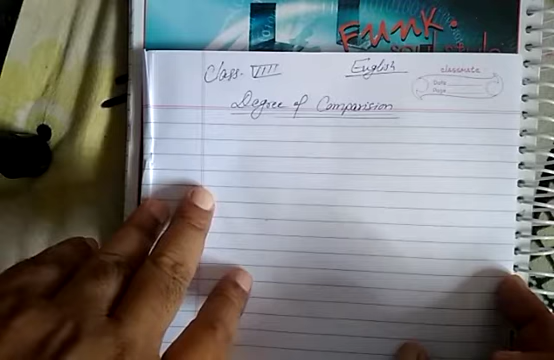 Funk.
Class- VIII English classmate
Date
Page
Degree of Comparision